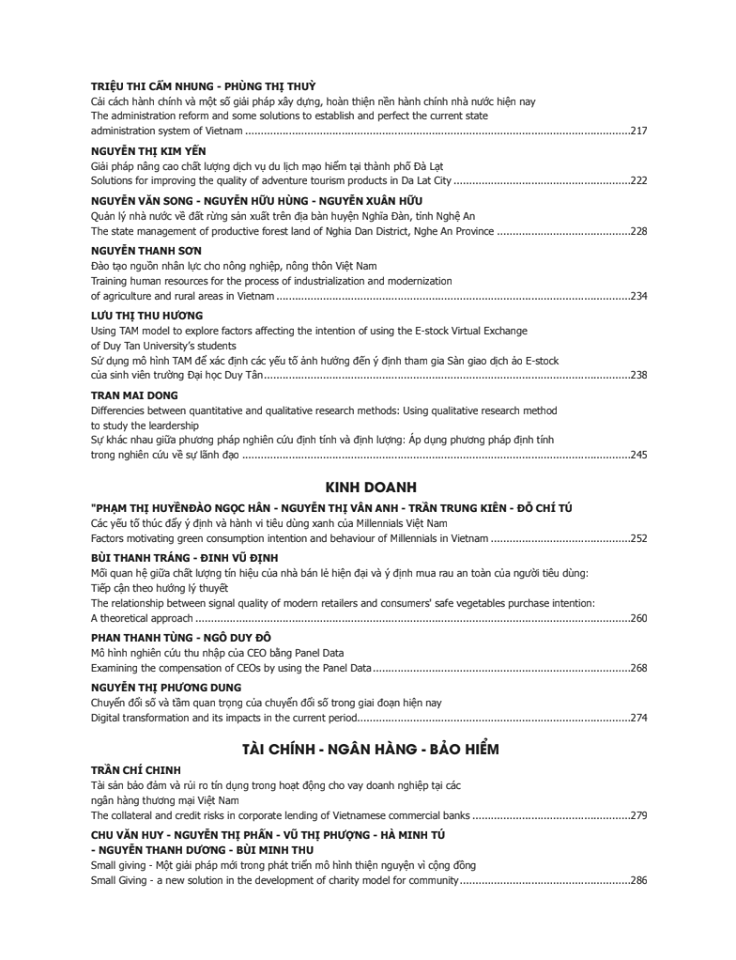 TRIỆU THI CẨM NHUNG - PHÙNG THỊ THUỲ
Cải cách hành chính và một số giải pháp xây dựng, hoàn thiện nền hành chính nhà nước hiện nay
The administration reform and some solutions to establish and perfect the current state
administration system of Vietnam ....................217
NGUYỄN THỊ KIM YẾN
Giải pháp nâng cao chất lượng dịch vụ du lịch mạo hiểm tại thành phố Đà Lạt
Solutions for improving the quality of adventure tourism products in Da Lat City ....................222
NGUYỄN VĂN SONG - NGUYỄN HỮU HÙNG - NGUYỄN XUÂN HỮU
Quản lý nhà nước về đất rừng sản xuất trên địa bàn huyện Nghĩa Đàn, tỉnh Nghệ An
The state management of productive forest land of Nghia Dan District, Nghe An Province ....................228
NGUYỄN THANH SƠN
Đào tạo nguồn nhân lực cho nông nghiệp, nông thôn Việt Nam
Training human resources for the process of industrialization and modernization
of agriculture and rural areas in Vietnam ....................234
LƯU THỊ THU HƯƠNG
Using TAM model to explore factors affecting the intention of using the E-stock Virtual Exchange
of Duy Tan University's students
Sử dụng mô hình TAM để xác định các yếu tố ảnh hưởng đến ý định tham gia Sàn giao dịch ảo E-stock
của sinh viên trường Đại học Duy Tân....................238
TRAN MAI DONG
Differencies between quantitative and qualitative research methods: Using qualitative research method
to study the leardership
Sự khác nhau giữa phương pháp nghiên cứu định tính và định lượng: Áp dụng phương pháp định tính
trong nghiên cứu về sự lãnh đạo ....................245
KINH DOANH
"PHẠM THỊ HUYỀNĐÀO NGỌC HÂN - NGUYỄN THỊ VÂN ANH - TRẦN TRUNG KIÊN - ĐỖ CHÍ TÚ
Các yếu tố thúc đẩy ý định và hành vi tiêu dùng xanh của Millennials Việt Nam
Factors motivating green consumption intention and behaviour of Millennials in Vietnam ....................252
BÙI THANH TRÁNG - ĐINH VŨ ĐỊNH
Mối quan hệ giữa chất lượng tín hiệu của nhà bán lẻ hiện đại và ý định mua rau an toàn của người tiêu dùng:
Tiếp cận theo hướng lý thuyết
The relationship between signal quality of modern retailers and consumers' safe vegetables purchase intention:
A theoretical approach ....................260
PHAN THANH TÙNG - NGÔ DUY ĐÔ
Mô hình nghiên cứu thu nhập của CEO bằng Panel Data
Examining the compensation of CEOs by using the Panel Data....................268
NGUYỄN THỊ PHƯƠNG DUNG
Chuyển đổi số và tầm quan trọng của chuyển đổi số trong giai đoạn hiện nay
Digital transformation and its impacts in the current period....................274
TÀI CHÍNH - NGÂN HÀNG - BẢO HIỂM
TRẦN CHÍ CHINH
Tài sản bảo đảm và rủi ro tín dụng trong hoạt động cho vay doanh nghiệp tại các
ngân hàng thương mại Việt Nam
The collateral and credit risks in corporate lending of Vietnamese commercial banks ....................279
CHU VĂN HUY - NGUYỄN THỊ PHẤN - VŨ THỊ PHƯỢNG - HÀ MINH TÚ
- NGUYỄN THANH DƯƠNG - BÙI MINH THU
Small giving - Một giải pháp mới trong phát triển mô hình thiện nguyện vì cộng đồng
Small Giving - a new solution in the development of charity model for community....................286